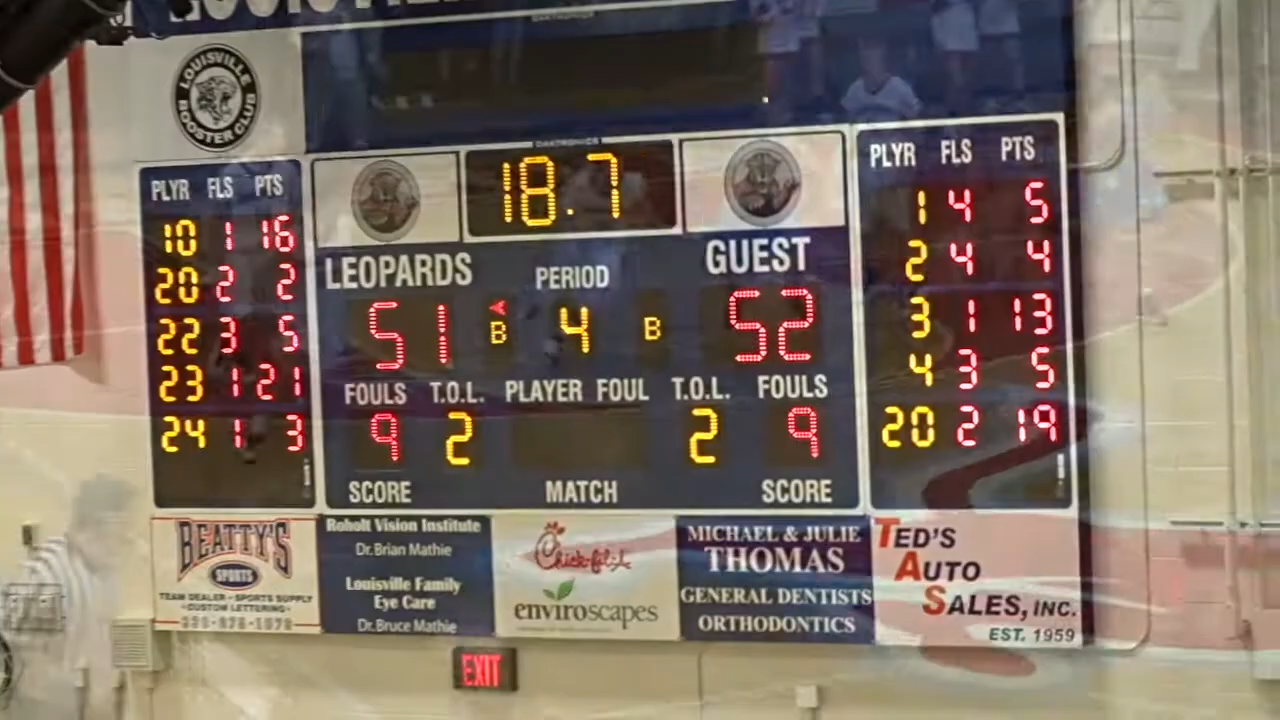 LOUISVILLE
BOOSTER CLUB
DAKTRONICS
DAKTRONICS
18.7
PLYR FLS PTS
10 1 16
20 2 2
22 3 5
23 1 21
24 1 3
LEOPARDS
PERIOD
GUEST
51
B
4
B
52
FOULS T.O.L. PLAYER FOUL T.O.L. FOULS
9 2 2 9
SCORE MATCH SCORE
PLYR FLS PTS
1 4 5
2 4 4
3 1 13
4 3 5
20 2 19
BEATTY'S
SPORTS
TEAM DEALER - SPORTS SUPPLY
CUSTOM LETTERING
Roholt Vision Institute
Dr. Brian Mathie
Louisville Family
Eye Care
Dr. Bruce Mathie
Chick-fil-A
enviroscapes
MICHAEL & JULIE
THOMAS
GENERAL DENTISTS
ORTHODONTICS
TED'S
AUTO
SALES, INC.
EST. 1959
EXIT